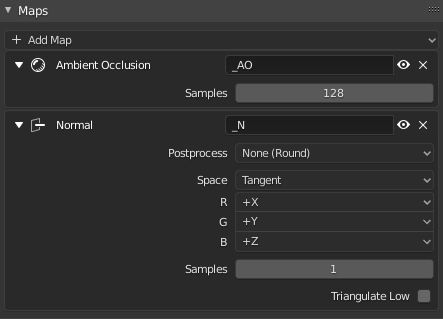 Maps
+ Add Map
Ambient Occlusion _AO
Samples 128
Normal _N
Postprocess None (Round)
Space Tangent
R +X
G +Y
B +Z
Samples 1
Triangulate Low